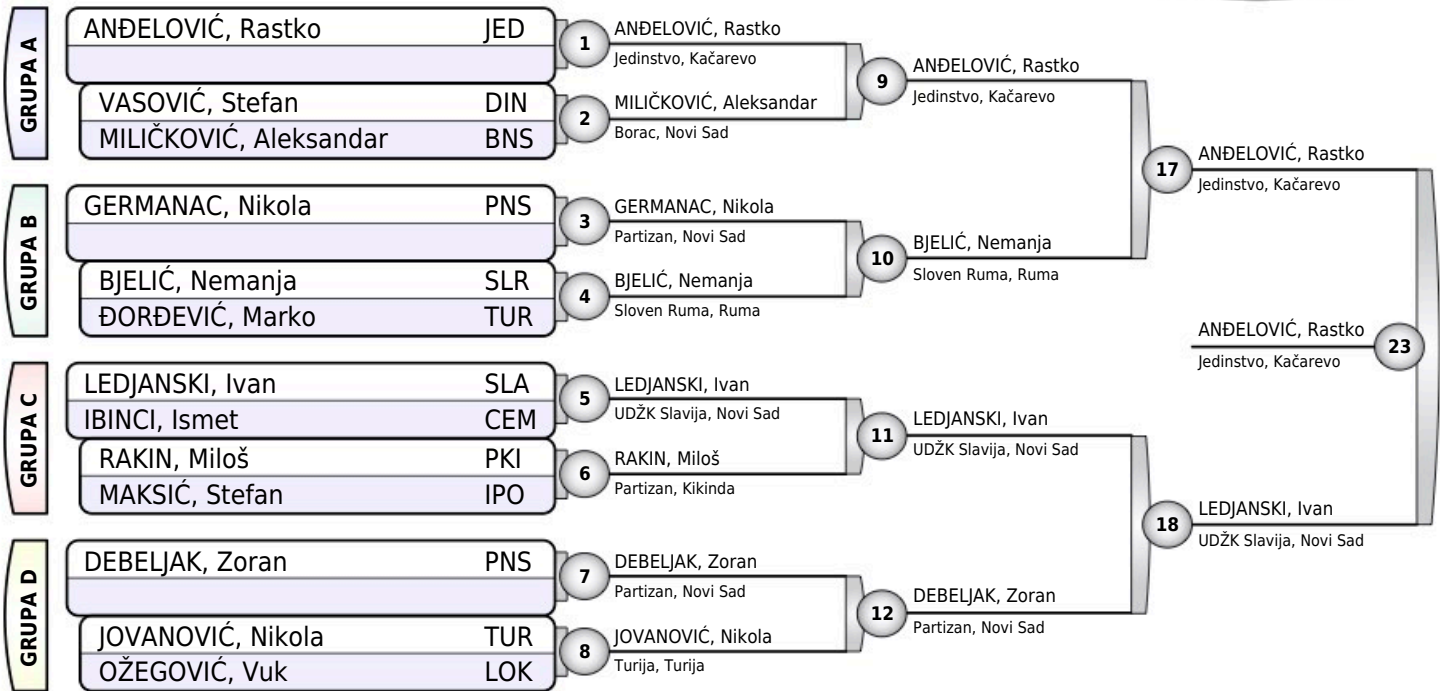 GRUPA A
ANĐELOVIĆ, Rastko JED
VASOVIĆ, Stefan DIN
MILIČKOVIĆ, Aleksandar BNS
1
ANĐELOVIĆ, Rastko
Jedinstvo, Kačarevo
2
MILIČKOVIĆ, Aleksandar
Borac, Novi Sad
9
ANĐELOVIĆ, Rastko
Jedinstvo, Kačarevo
GRUPA B
GERMANAC, Nikola PNS
BJELIĆ, Nemanja SLR
ĐORĐEVIĆ, Marko TUR
3
GERMANAC, Nikola
Partizan, Novi Sad
4
BJELIĆ, Nemanja
Sloven Ruma, Ruma
10
BJELIĆ, Nemanja
Sloven Ruma, Ruma
17
ANĐELOVIĆ, Rastko
Jedinstvo, Kačarevo
GRUPA C
LEDJANSKI, Ivan SLA
IBINCI, Ismet CEM
RAKIN, Miloš PKI
MAKSIĆ, Stefan IPO
5
LEDJANSKI, Ivan
UDŽK Slavija, Novi Sad
6
RAKIN, Miloš
Partizan, Kikinda
11
LEDJANSKI, Ivan
UDŽK Slavija, Novi Sad
GRUPA D
DEBELJAK, Zoran PNS
JOVANOVIĆ, Nikola TUR
OŽEGOVIĆ, Vuk LOK
7
DEBELJAK, Zoran
Partizan, Novi Sad
8
JOVANOVIĆ, Nikola
Turija, Turija
12
DEBELJAK, Zoran
Partizan, Novi Sad
18
LEDJANSKI, Ivan
UDŽK Slavija, Novi Sad
ANĐELOVIĆ, Rastko
Jedinstvo, Kačarevo
23